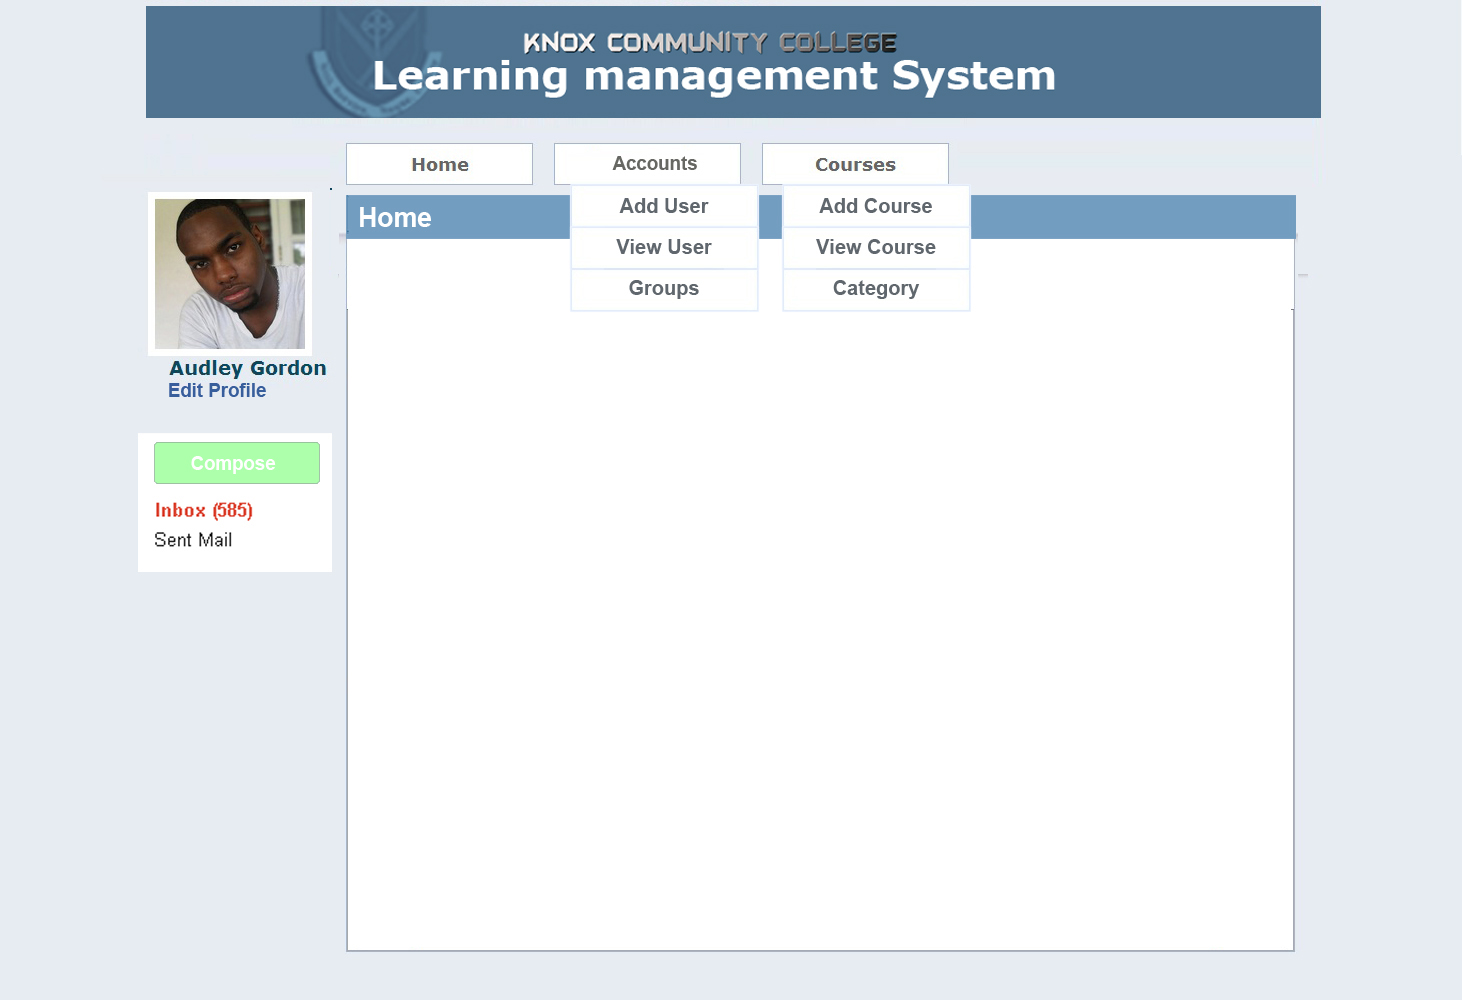 KNOX COMMUNITY COLLEGE
Learning management System
Home
Accounts
Courses
Home
Add User
View User
Groups
Add Course
View Course
Category
Audley Gordon
Edit Profile
Compose
Inbox (585)
Sent Mail